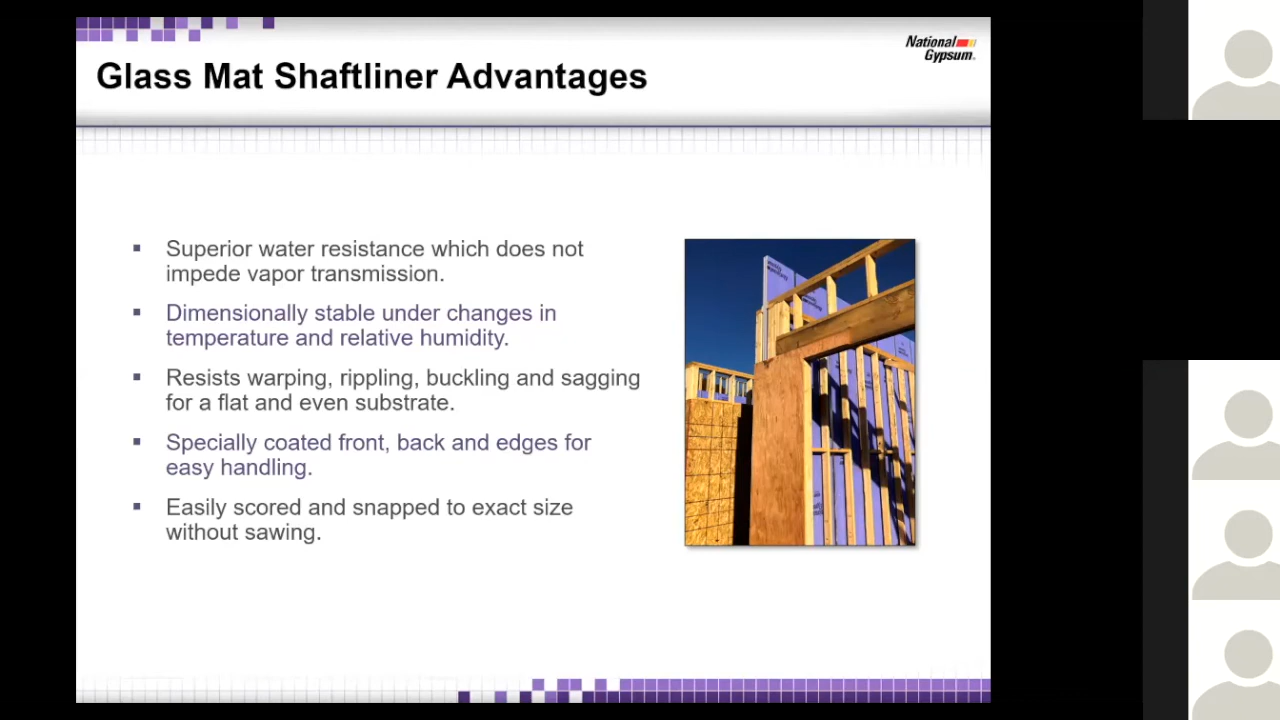 National
Gypsum
Glass Mat Shaftliner Advantages
Superior water resistance which does not
impede vapor transmission.
Dimensionally stable under changes in
temperature and relative humidity.
Resists warping, rippling, buckling and sagging
for a flat and even substrate.
Specially coated front, back and edges for
easy handling.
Easily scored and snapped to exact size
without sawing.